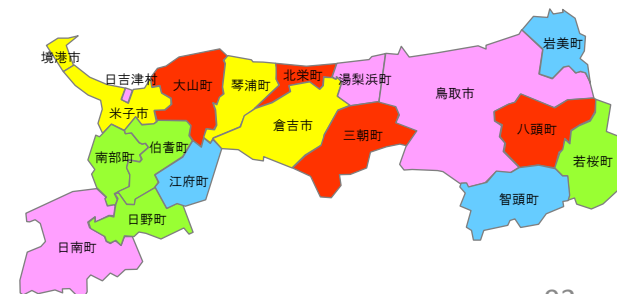 岩美町
境港市
日吉津村
大山町
琴浦町
北栄町
湯梨浜町
鳥取市
米子市
倉吉市
三朝町
八頭町
南部町
伯耆町
若桜町
江府町
智頭町
日野町
日南町